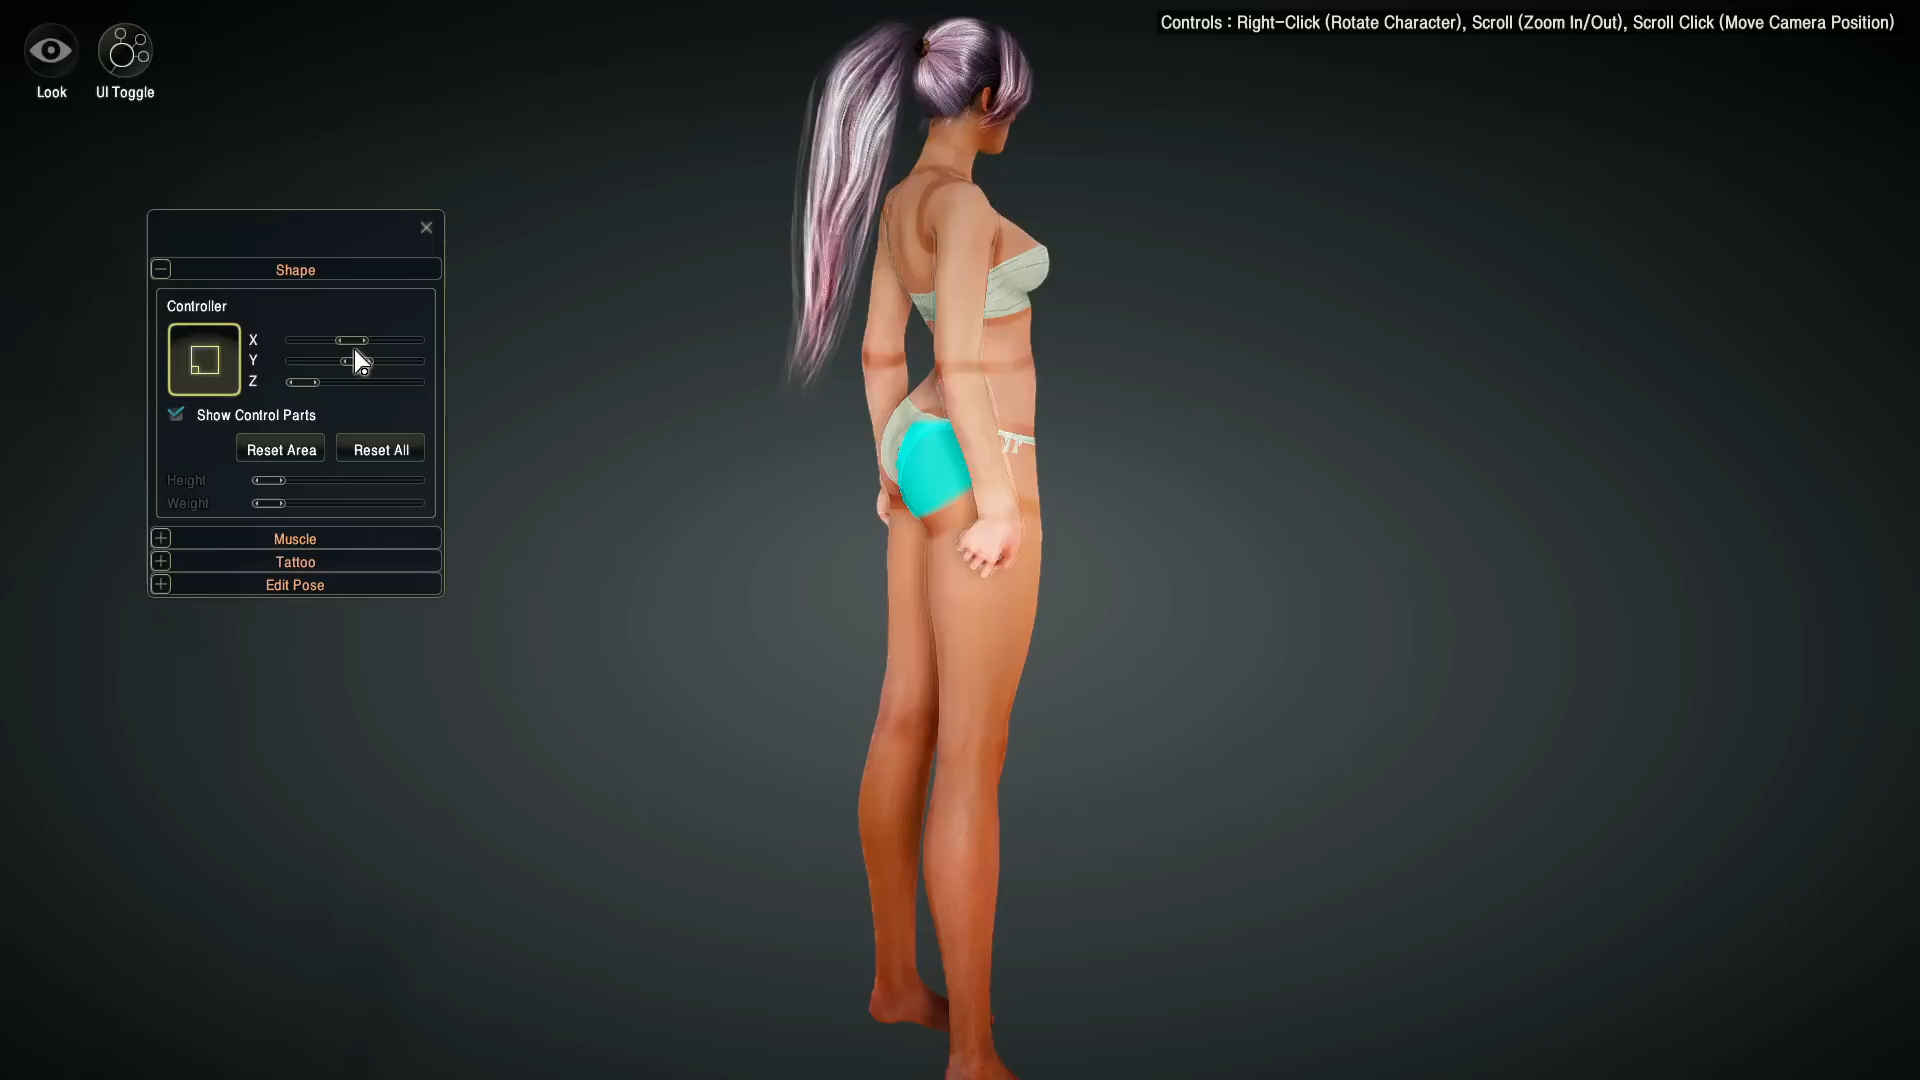 Controls : Right-Click (Rotate Character), Scroll (Zoom In/Out), Scroll Click (Move Camera Position)
Look
UI Toggle
Shape
Controller
X
Y
Z
Show Control Parts
Reset Area
Reset All
Height
Weight
Muscle
Tattoo
Edit Pose